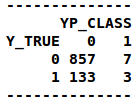 --------------
YP_CLASS
Y_TRUE 0 1
0 857 7
1 133 3
--------------